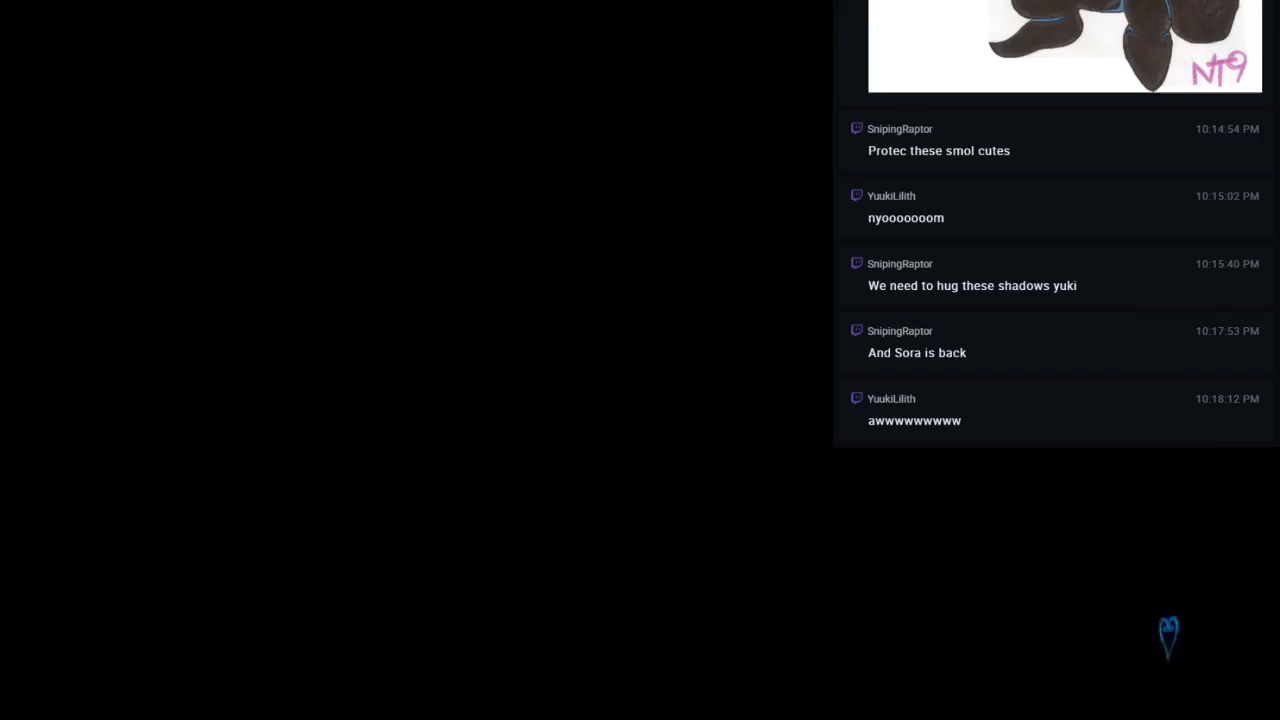 NT9
SnipingRaptor 10:14:54 PM
Protec these smol cutes
YuukiLilith 10:15:02 PM
nyooooooom
SnipingRaptor 10:15:40 PM
We need to hug these shadows yuki
SnipingRaptor 10:17:53 PM
And Sora is back
YuukiLilith 10:18:12 PM
awwwwwwwww